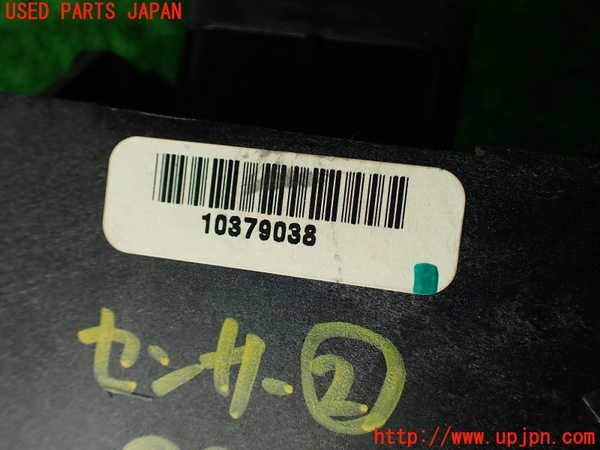 USED PARTS JAPAN
10379038
センサー②
http://www.upjpn.com/